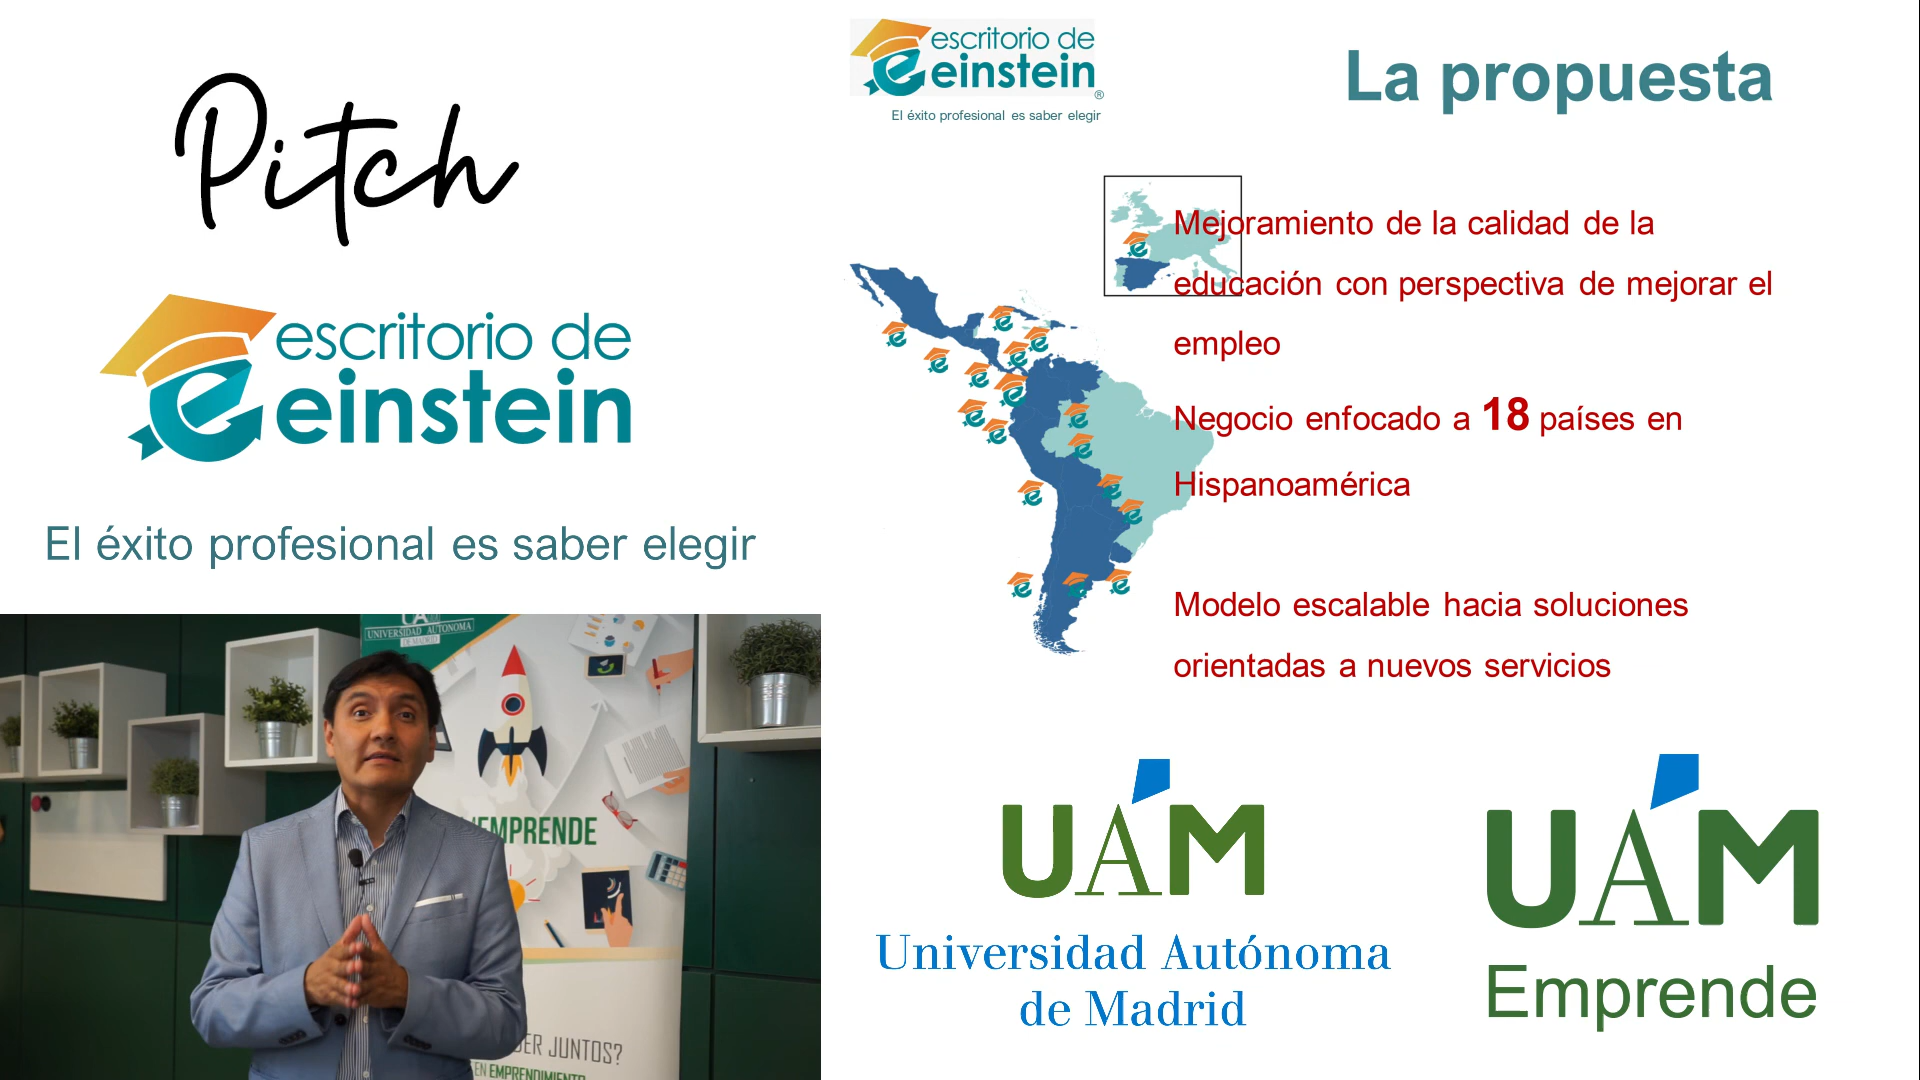 Pitch
escritorio de
einstein
El éxito profesional es saber elegir
escritorio de
einstein
®
El éxito profesional es saber elegir
La propuesta
Mejoramiento de la calidad de la
educación con perspectiva de mejorar el
empleo
Negocio enfocado a 18 países en
Hispanoamérica
Modelo escalable hacia soluciones
orientadas a nuevos servicios
UNIVERSIDAD AUTONOMA
DE MADRID
EMPRENDE
JUNTOS?
EN EMPRENDIMIENTO
UAM
Universidad Autónoma
de Madrid
UAM
Emprende